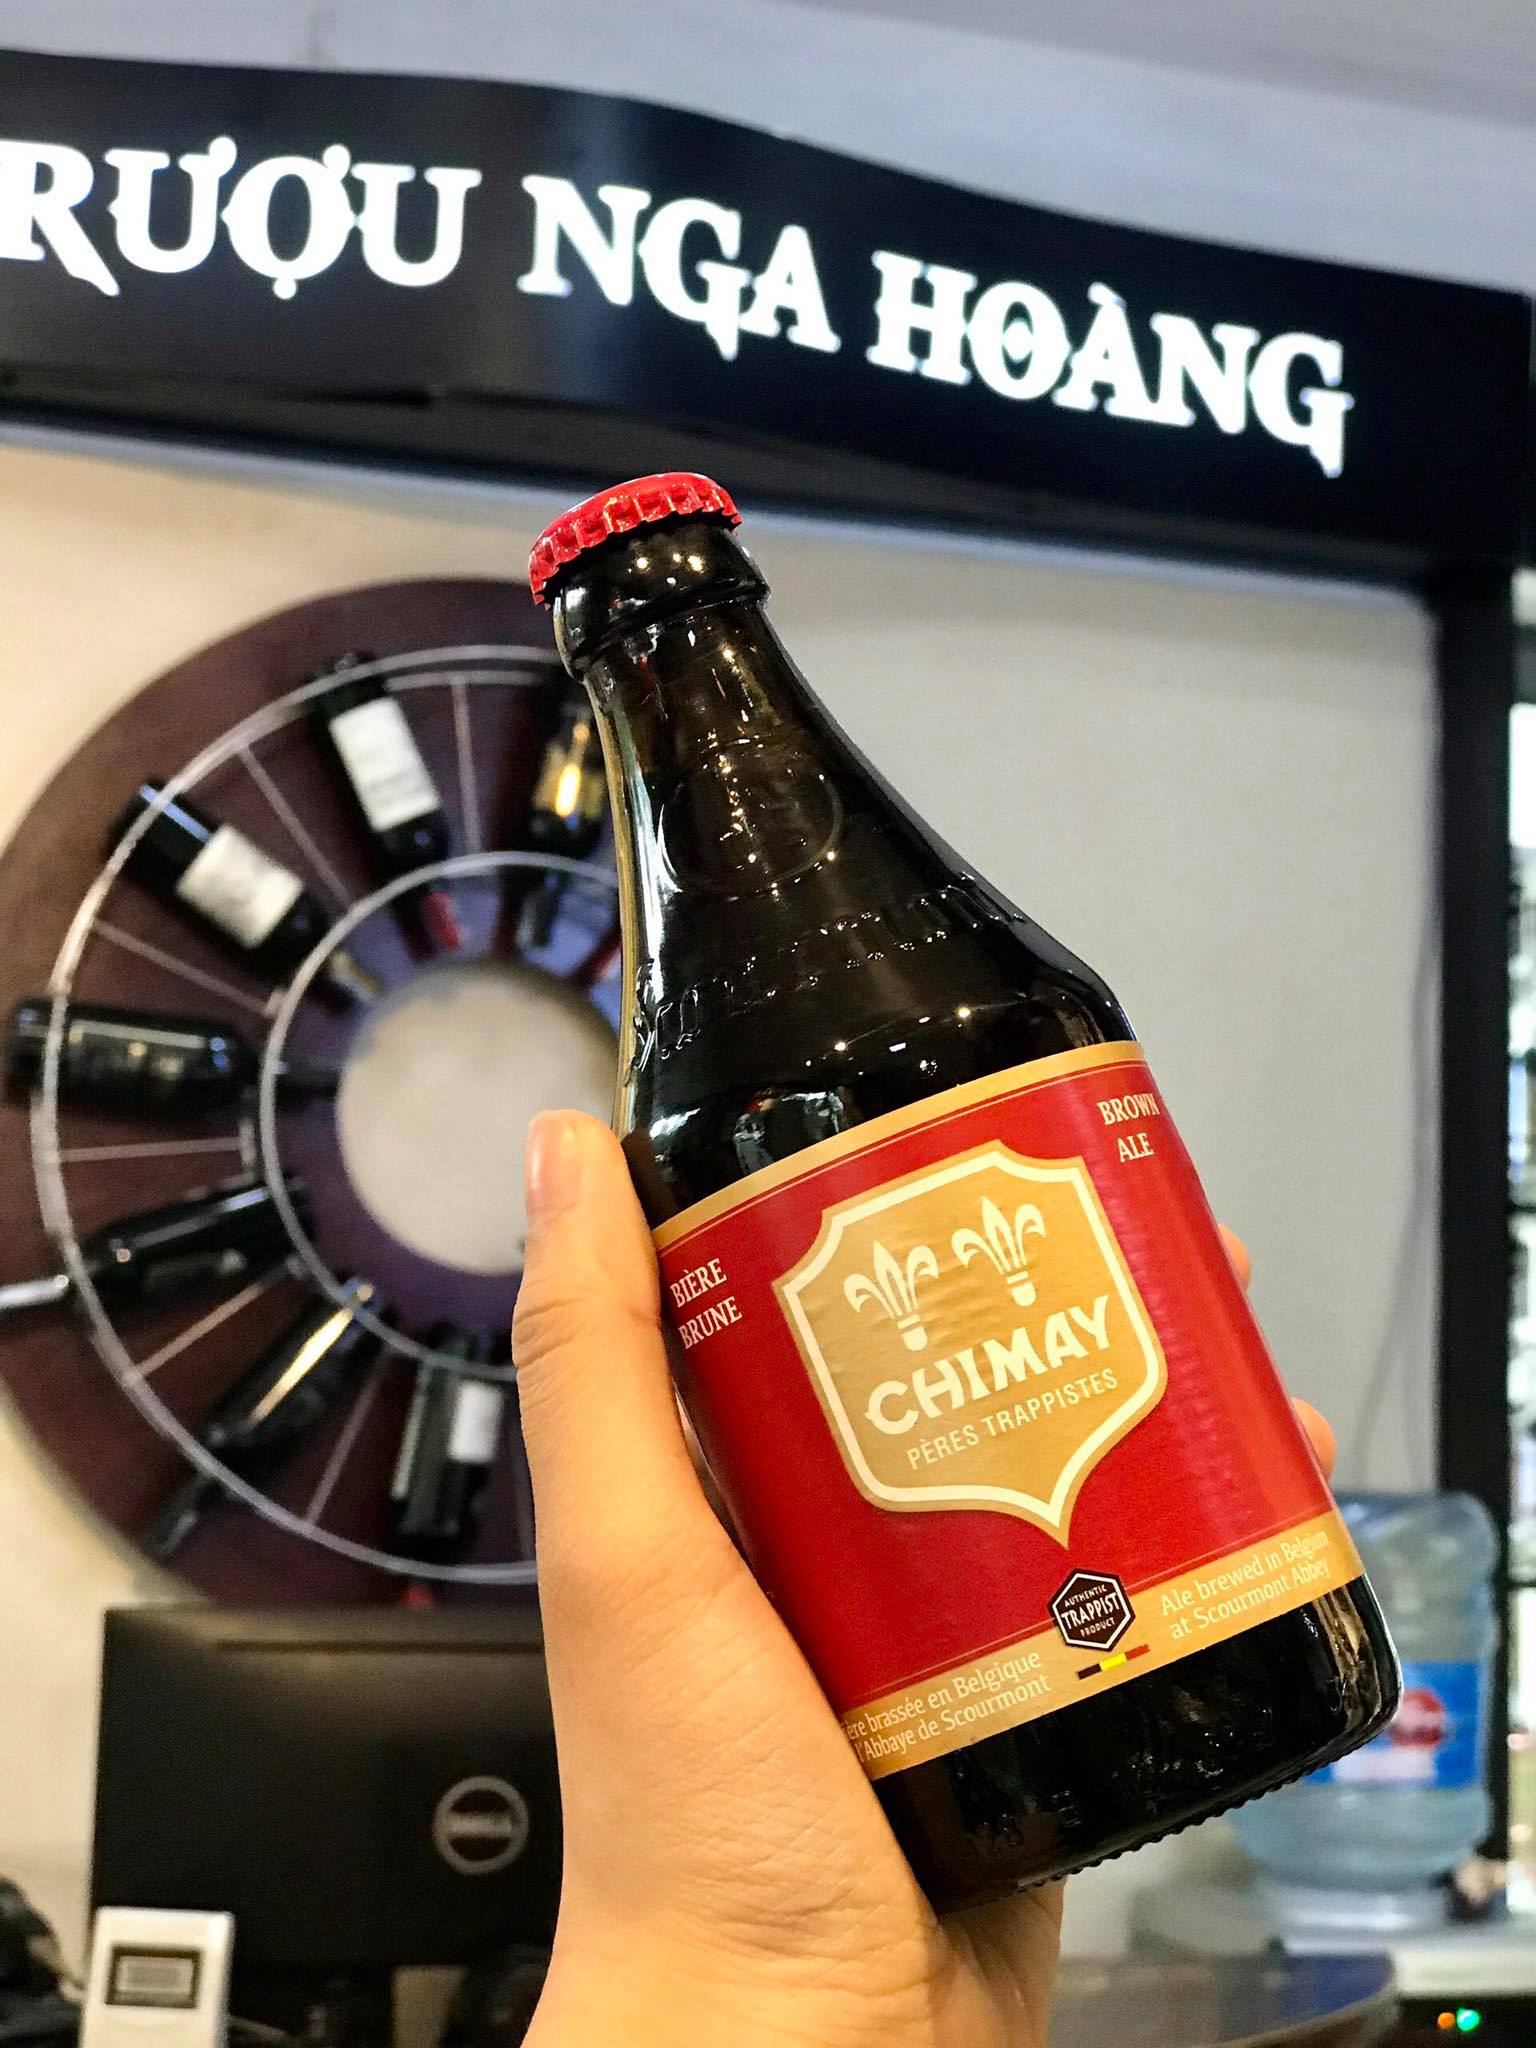 RƯỢU NGA HOÀNG
BIÈRE
BRUNE
BROWN
ALE
CHIMAY
PÈRES TRAPPISTES
AUTHENTIC
TRAPPIST
PRODUCT
brassée en Belgique
l'Abbaye de Scourmont
Ale brewed in Belgium
at Scourmont Abbey
DELL